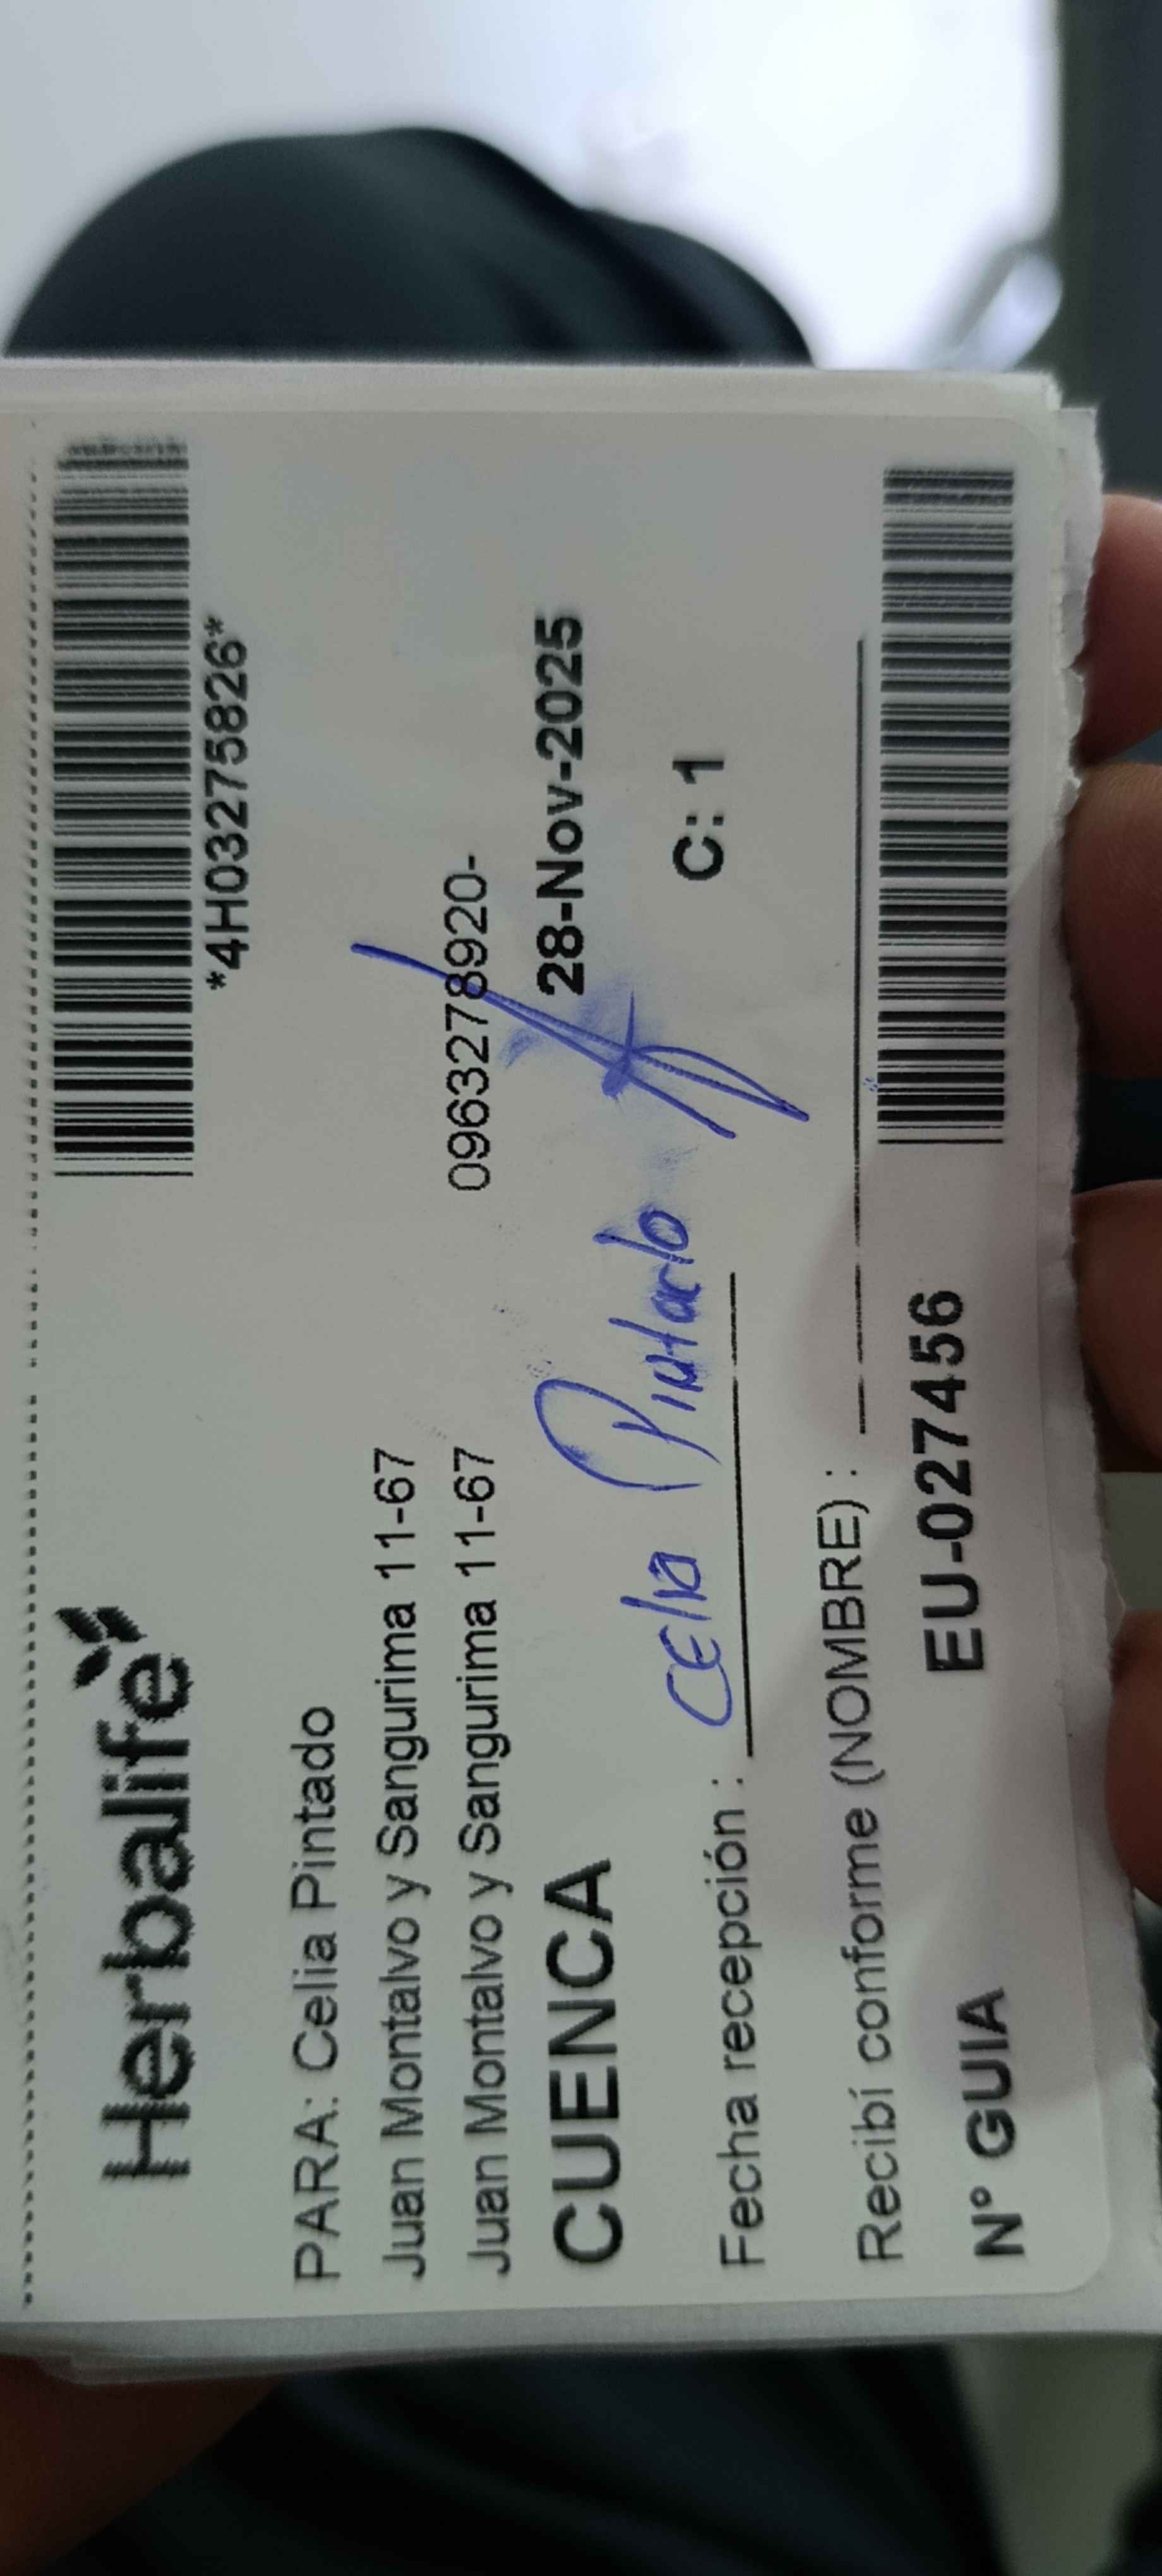 Herbalife
*4H03275826*
PARA: Celia Pintado
Juan Montalvo y Sangurima 11-67
Juan Montalvo y Sangurima 11-67
0963278920-
CUENCA
28-Nov-2025
Fecha recepción : Celia Pintado
C: 1
Recibí conforme (NOMBRE) :
N° GUIA EU-027456